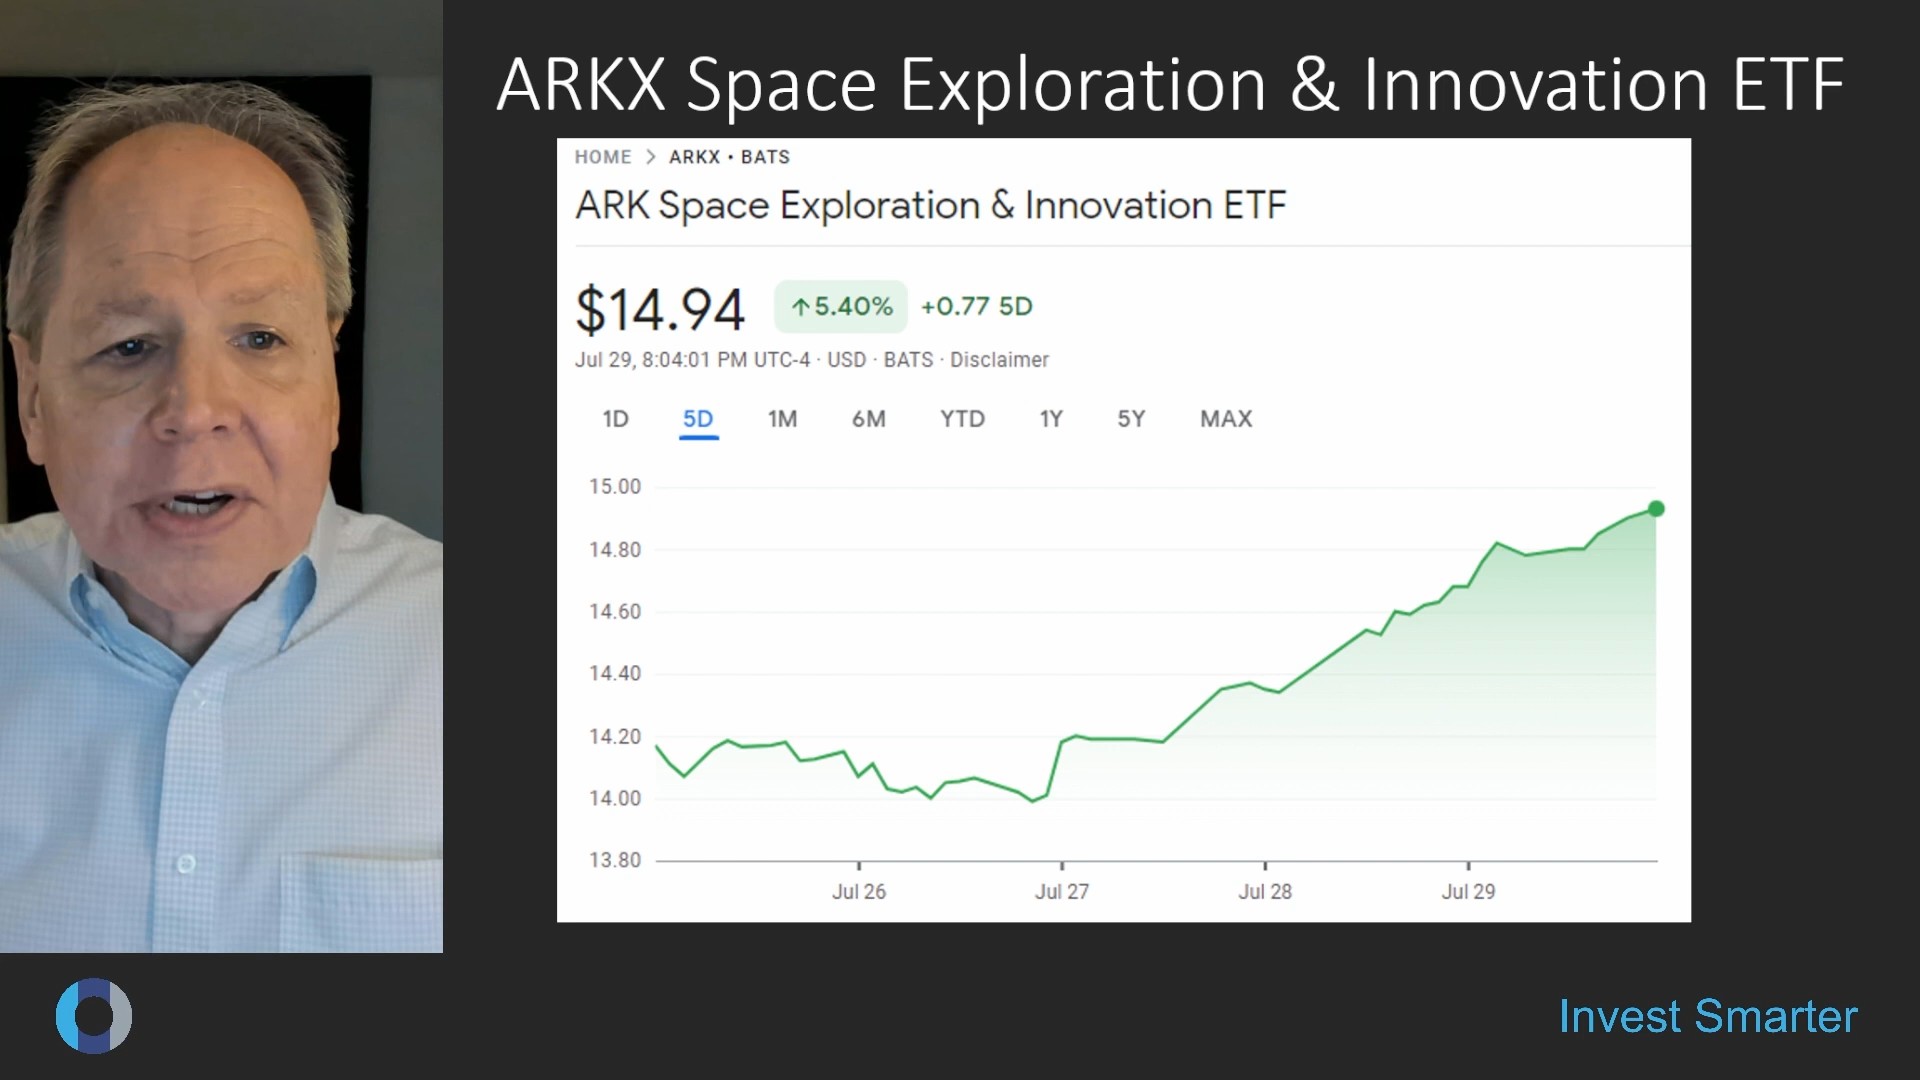 ARKX Space Exploration & Innovation ETF
HOME > ARKX • BATS
ARK Space Exploration & Innovation ETF
$14.94 ↑5.40% +0.77 5D
Jul 29, 8:04:01 PM UTC-4 · USD · BATS · Disclaimer
1D 5D 1M 6M YTD 1Y 5Y MAX
15.00
14.80
14.60
14.40
14.20
14.00
13.80
Jul 26 Jul 27 Jul 28 Jul 29
Invest Smarter